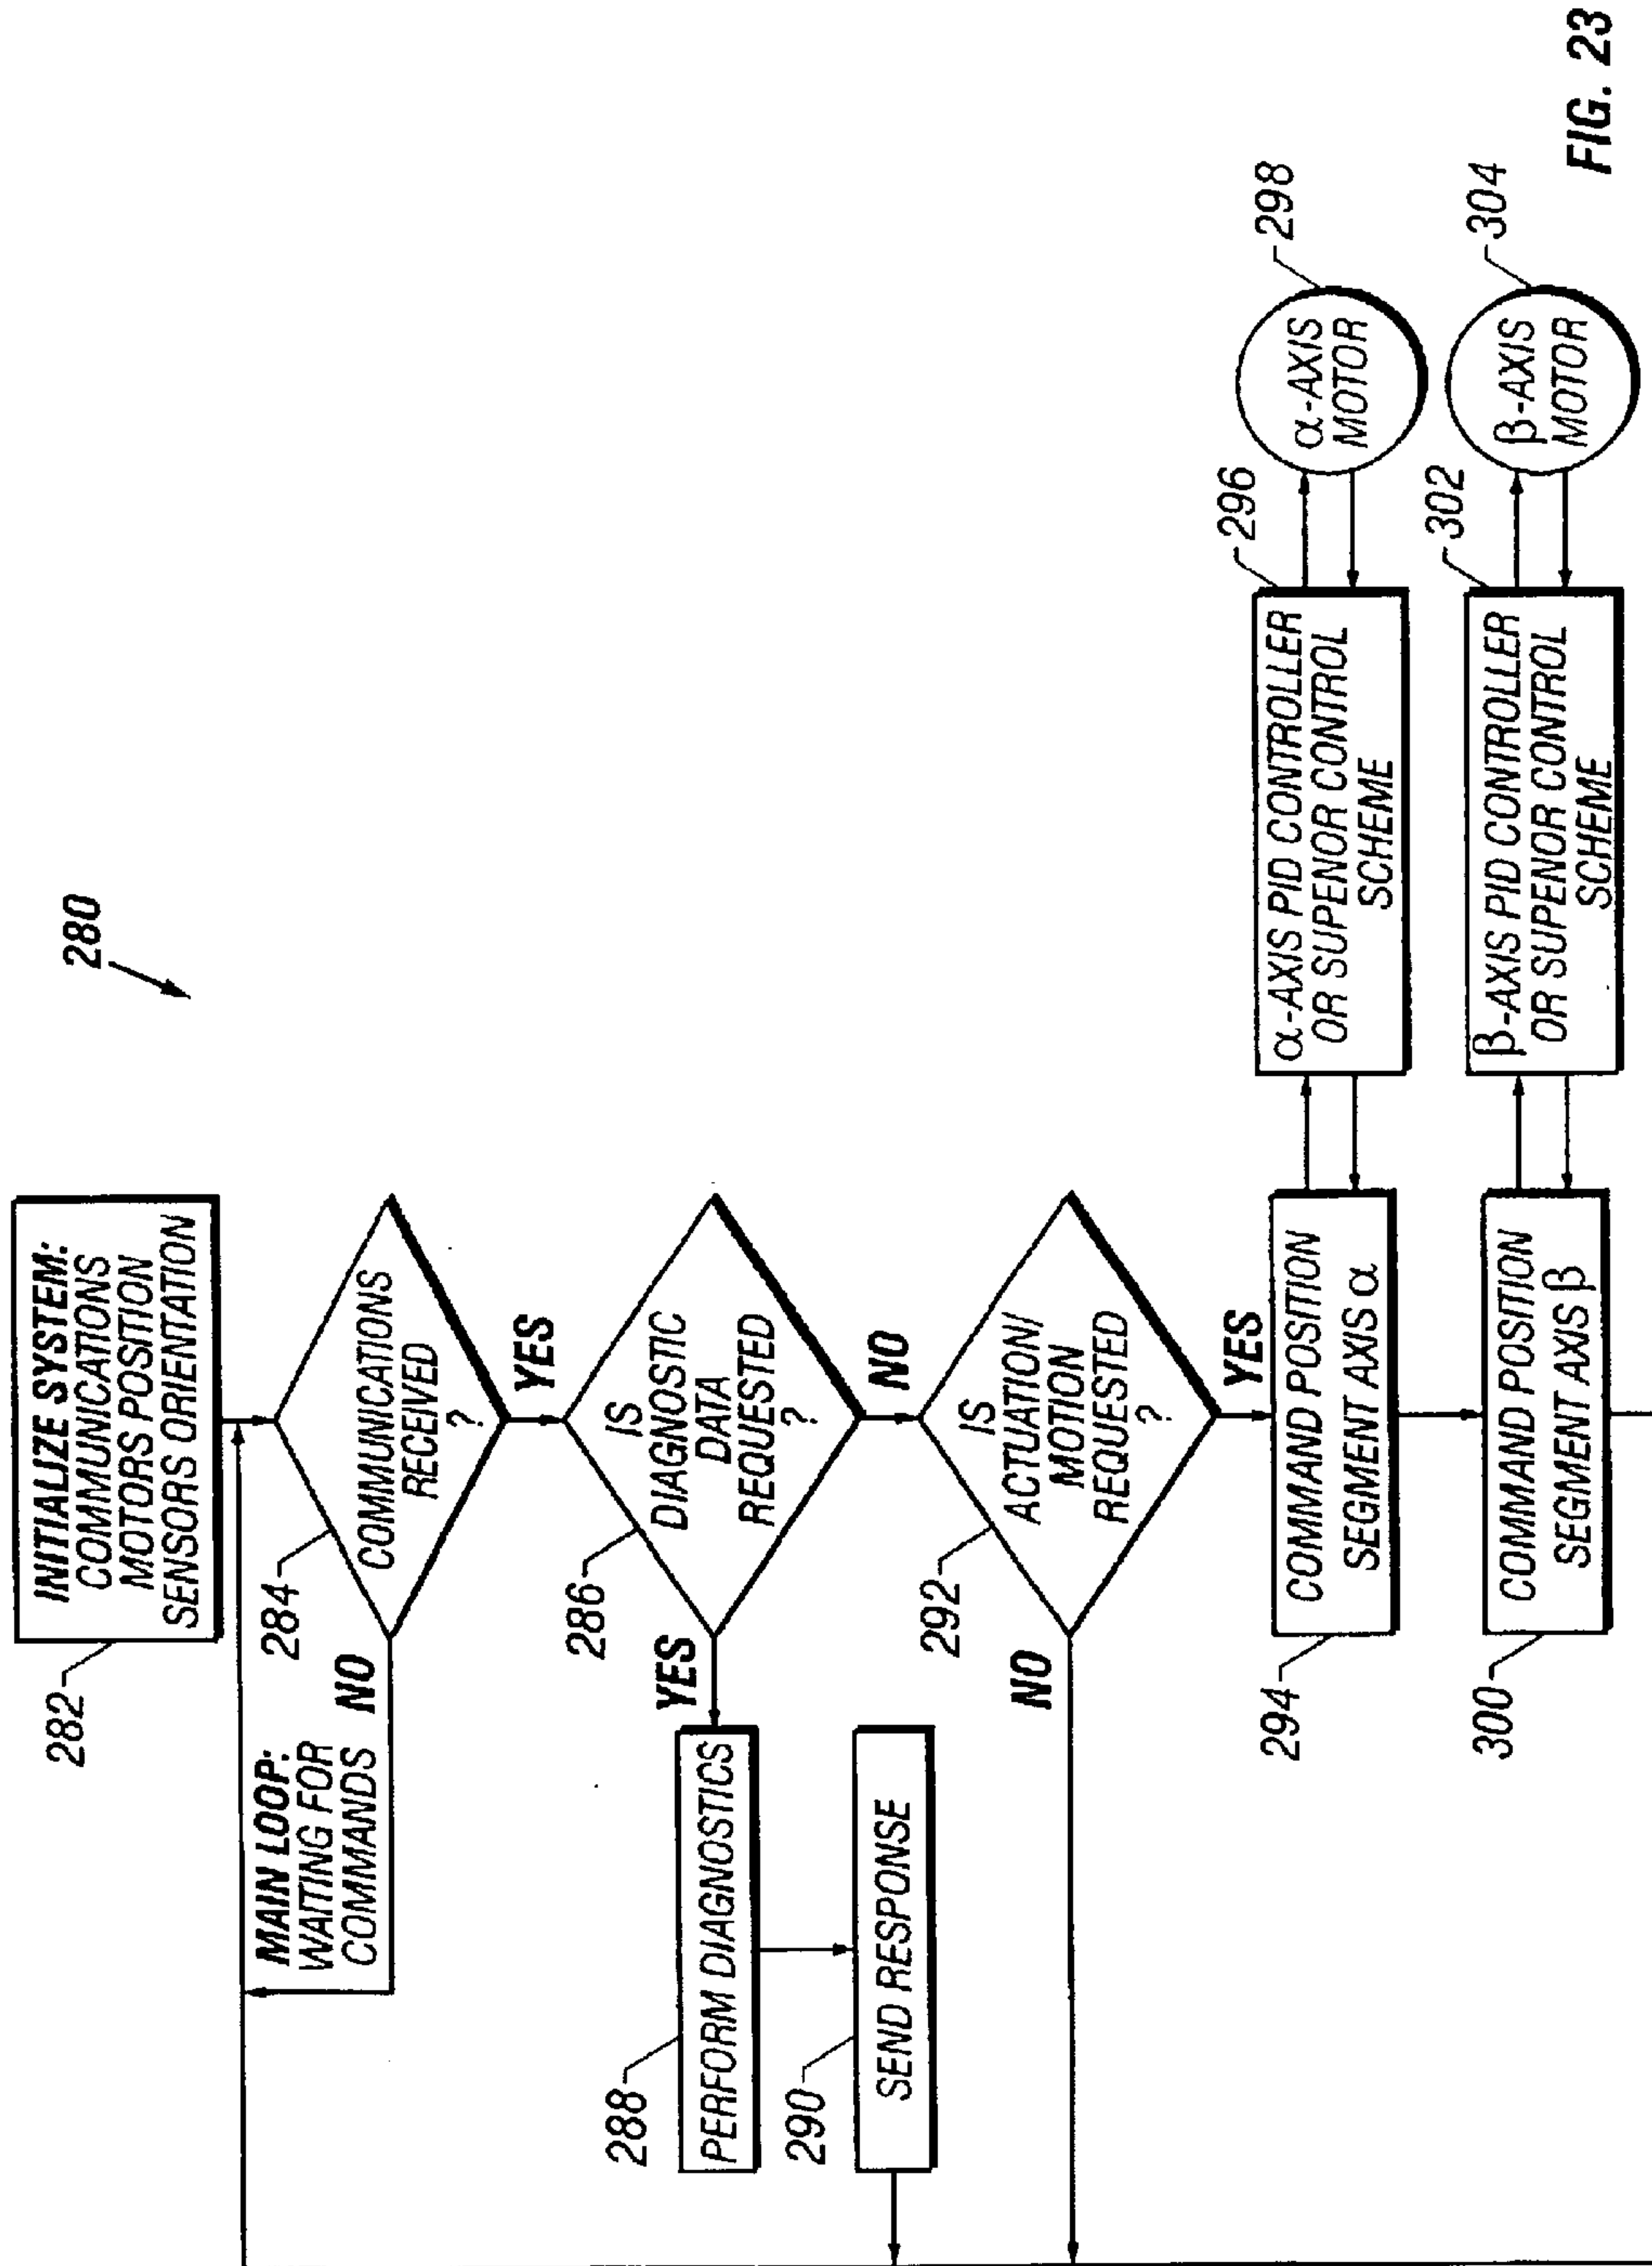 280
INITIALIZE SYSTEM:
COMMUNICATIONS
MOTORS POSITION
SENSORS ORIENTATION
282
MAIN LOOP:
WAITING FOR
COMMANDS
NO
284
COMMUNICATIONS
RECEIVED
?
YES
286
IS
DIAGNOSTIC
DATA
REQUESTED
?
YES
NO
288
PERFORM DIAGNOSTICS
290
SEND RESPONSE
292
IS
ACTUATION/
MOTION
REQUESTED
?
NO
YES
294
COMMAND POSITION
SEGMENT AXIS α
296
α-AXIS PID CONTROLLER
OR SUPENOR CONTROL
SCHEME
298
α-AXIS
MOTOR
300
COMMAND POSITION
SEGMENT AXIS β
302
β-AXIS PID CONTROLLER
OR SUPENOR CONTROL
SCHEME
304
β-AXIS
MOTOR
FIG. 23